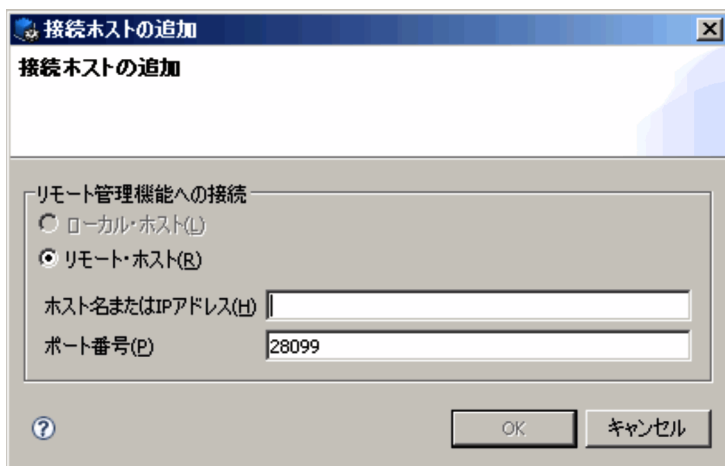 接続ホストの追加
接続ホストの追加
リモート管理機能への接続
ローカル・ホスト(L)
リモート・ホスト(R)
ホスト名またはIPアドレス(H)
ポート番号(P) 28099
OK キャンセル